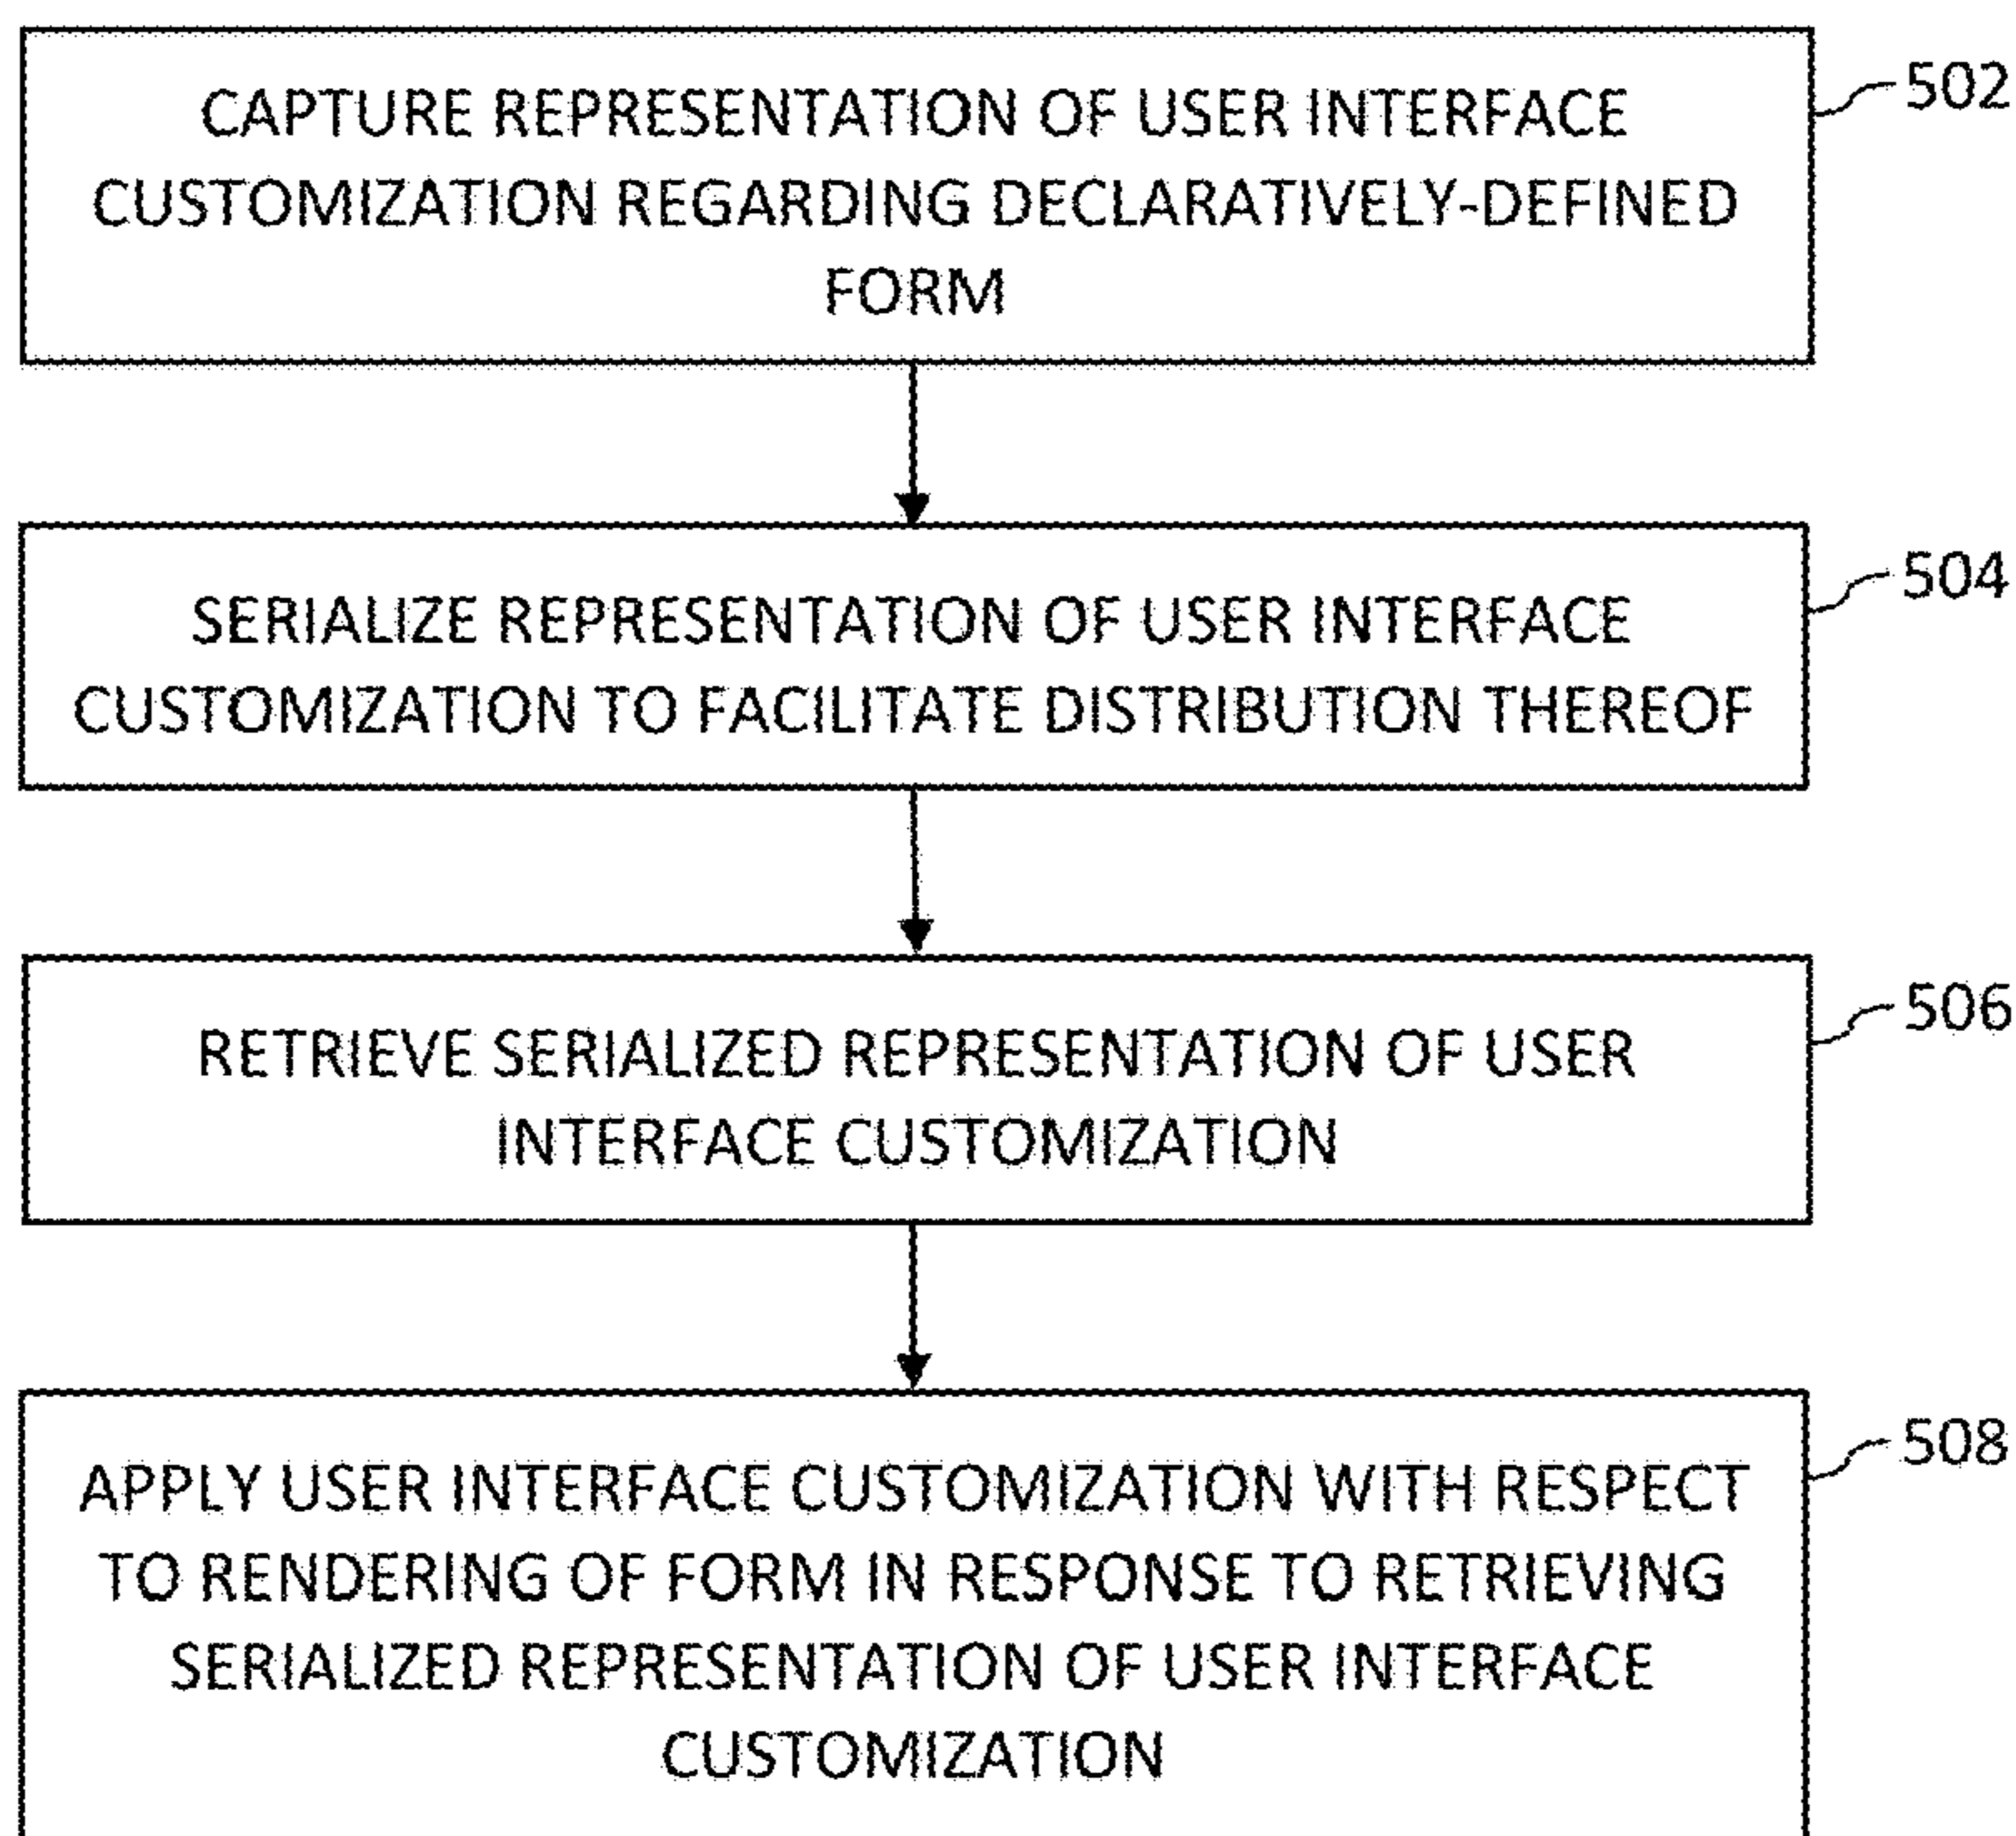 CAPTURE REPRESENTATION OF USER INTERFACE
CUSTOMIZATION REGARDING DECLARATIVELY-DEFINED
FORM
502
SERIALIZE REPRESENTATION OF USER INTERFACE
CUSTOMIZATION TO FACILITATE DISTRIBUTION THEREOF
504
RETRIEVE SERIALIZED REPRESENTATION OF USER
INTERFACE CUSTOMIZATION
506
APPLY USER INTERFACE CUSTOMIZATION WITH RESPECT
TO RENDERING OF FORM IN RESPONSE TO RETRIEVING
SERIALIZED REPRESENTATION OF USER INTERFACE
CUSTOMIZATION
508